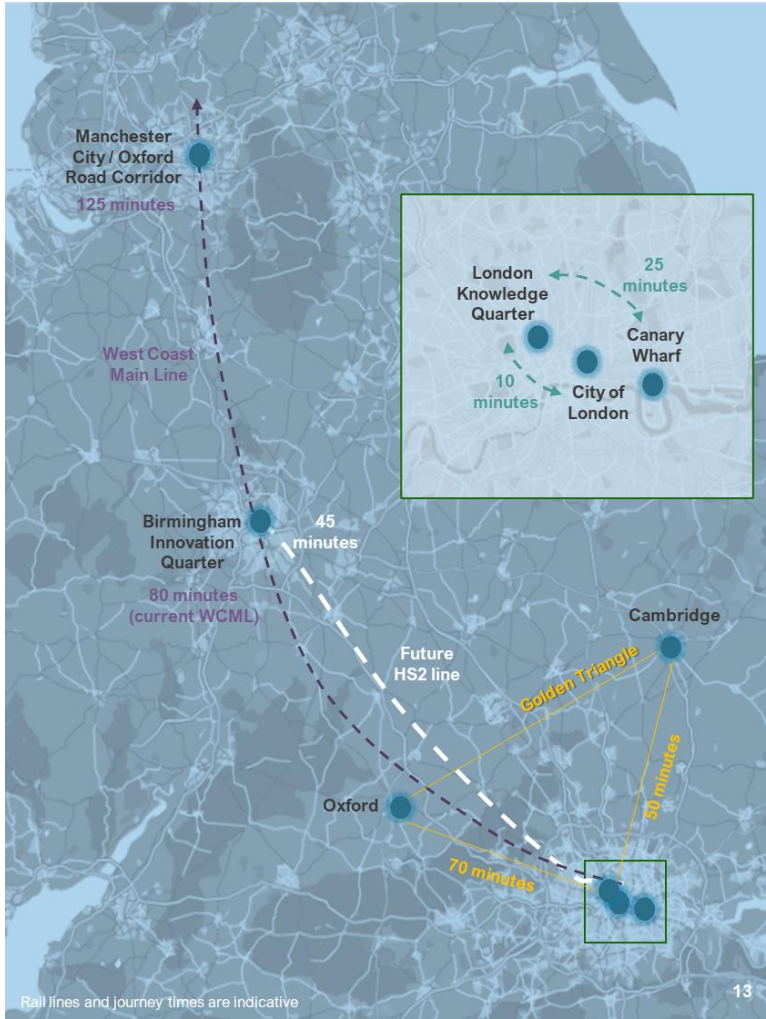 Manchester
City / Oxford
Road Corridor
125 minutes
West Coast
Main Line
London
Knowledge
Quarter
25
minutes
Canary
Wharf
10
minutes
City of
London
Birmingham
Innovation
Quarter
45
minutes
80 minutes
(current WCML)
Cambridge
Future
HS2 line
Golden Triangle
Oxford
50 minutes
70 minutes
Rail lines and journey times are indicative
13